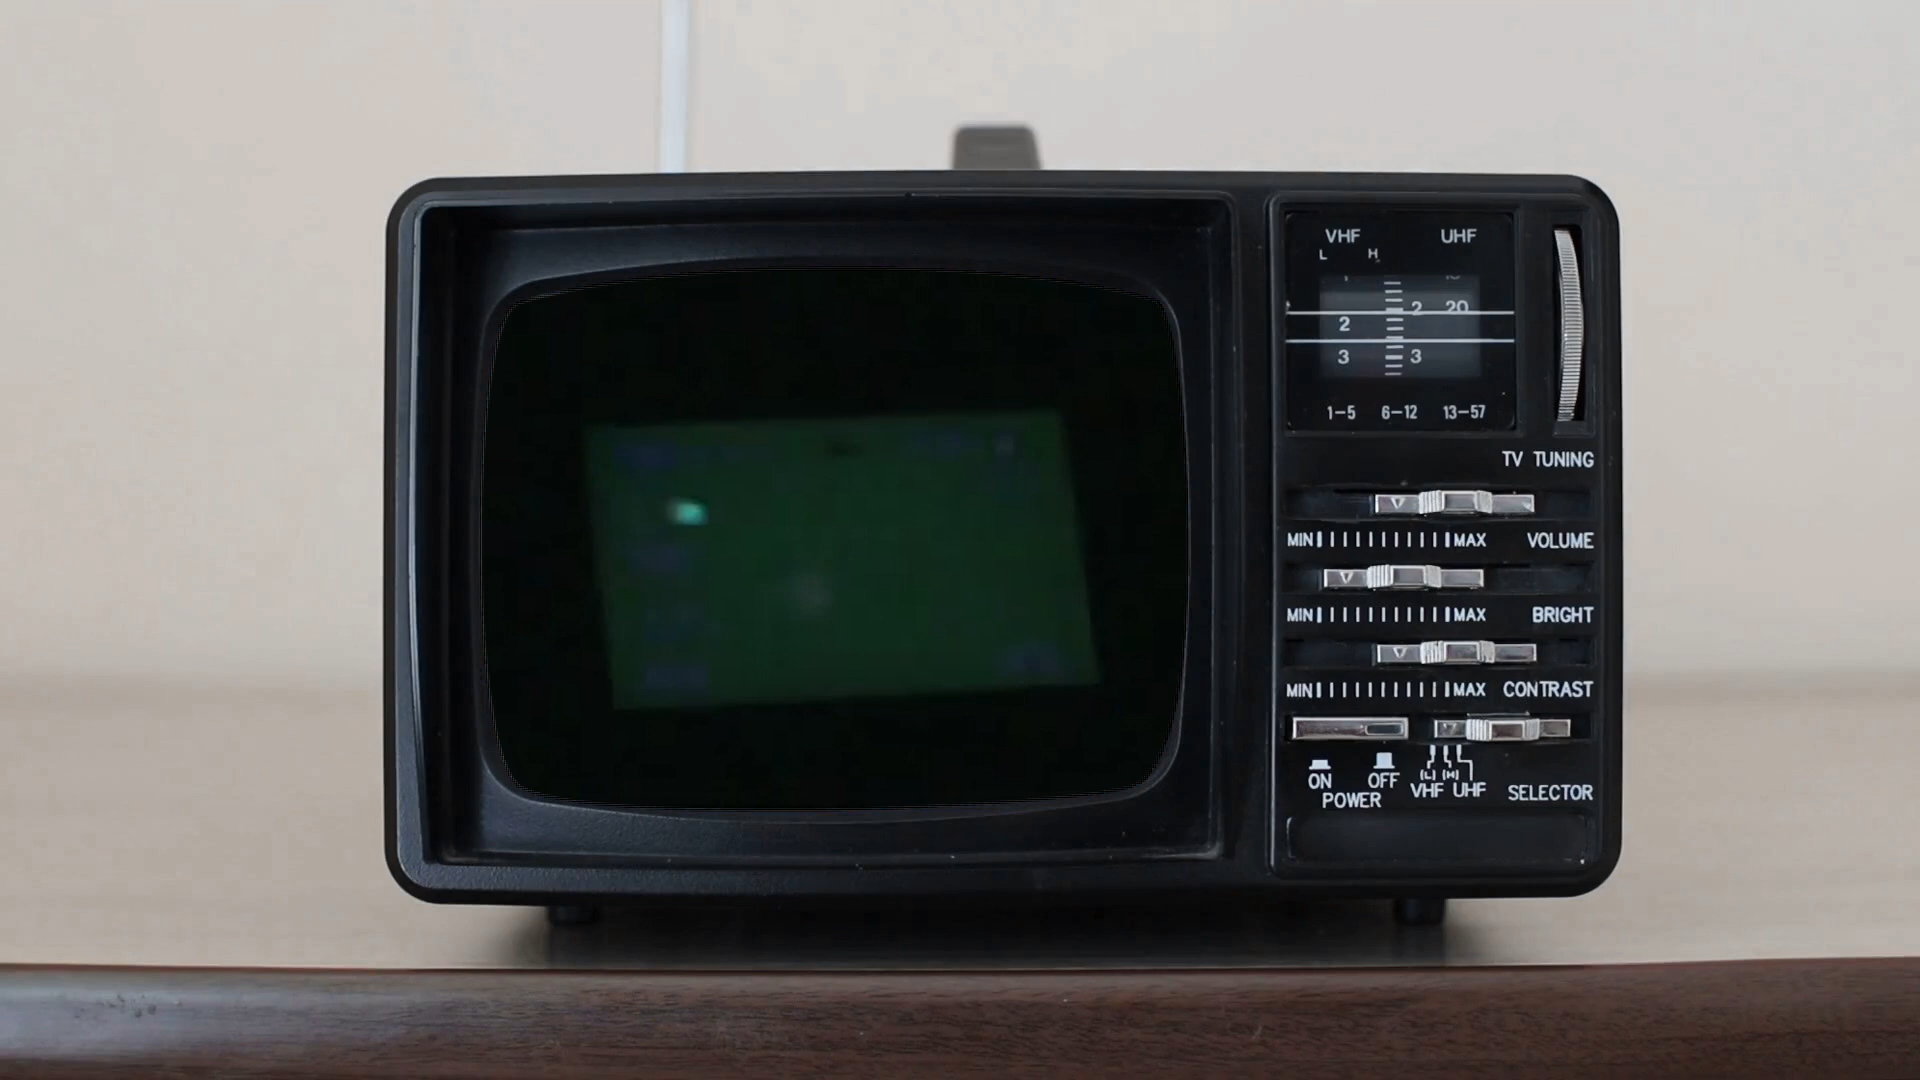 VHF UHF
L H
2 20
2
3 3
1-5 6-12 13-57
TV TUNING
MIN MAX VOLUME
MIN MAX BRIGHT
MIN MAX CONTRAST
ON OFF (L) (H)
VHF UHF
POWER SELECTOR